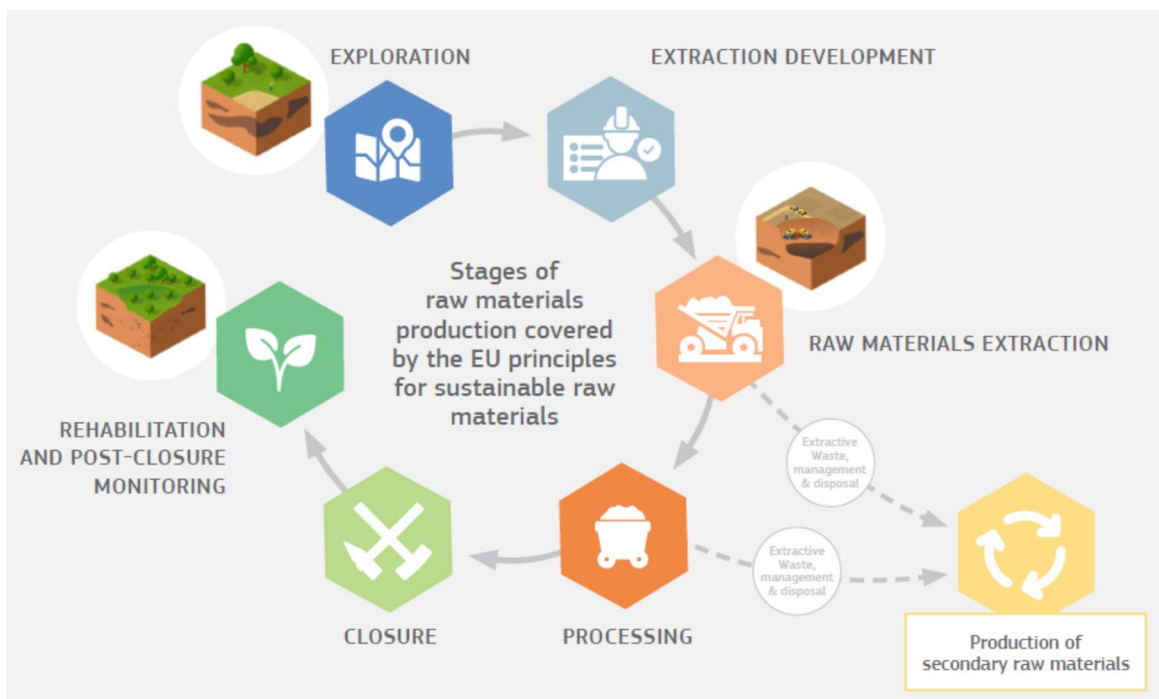 EXPLORATION
EXTRACTION DEVELOPMENT
Stages of
raw materials
production covered
by the EU principles
for sustainable raw
materials
RAW MATERIALS EXTRACTION
REHABILITATION
AND POST-CLOSURE
MONITORING
Extractive
Waste,
management
& disposal
Extractive
Waste,
management
& disposal
CLOSURE
PROCESSING
Production of
secondary raw materials